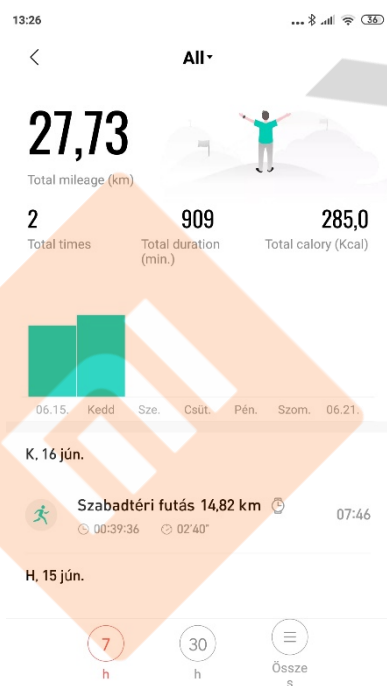 13:26
36
All
27,73
Total mileage (km)
2 909 285,0
Total times Total duration (min.) Total calory (Kcal)
06.15. Kedd Sze. Csüt. Pén. Szom. 06.21.
K, 16 jún.
Szabadtéri futás 14,82 km
07:46
00:39:36 02'40"
H, 15 jún.
7 30
h h Össze
s